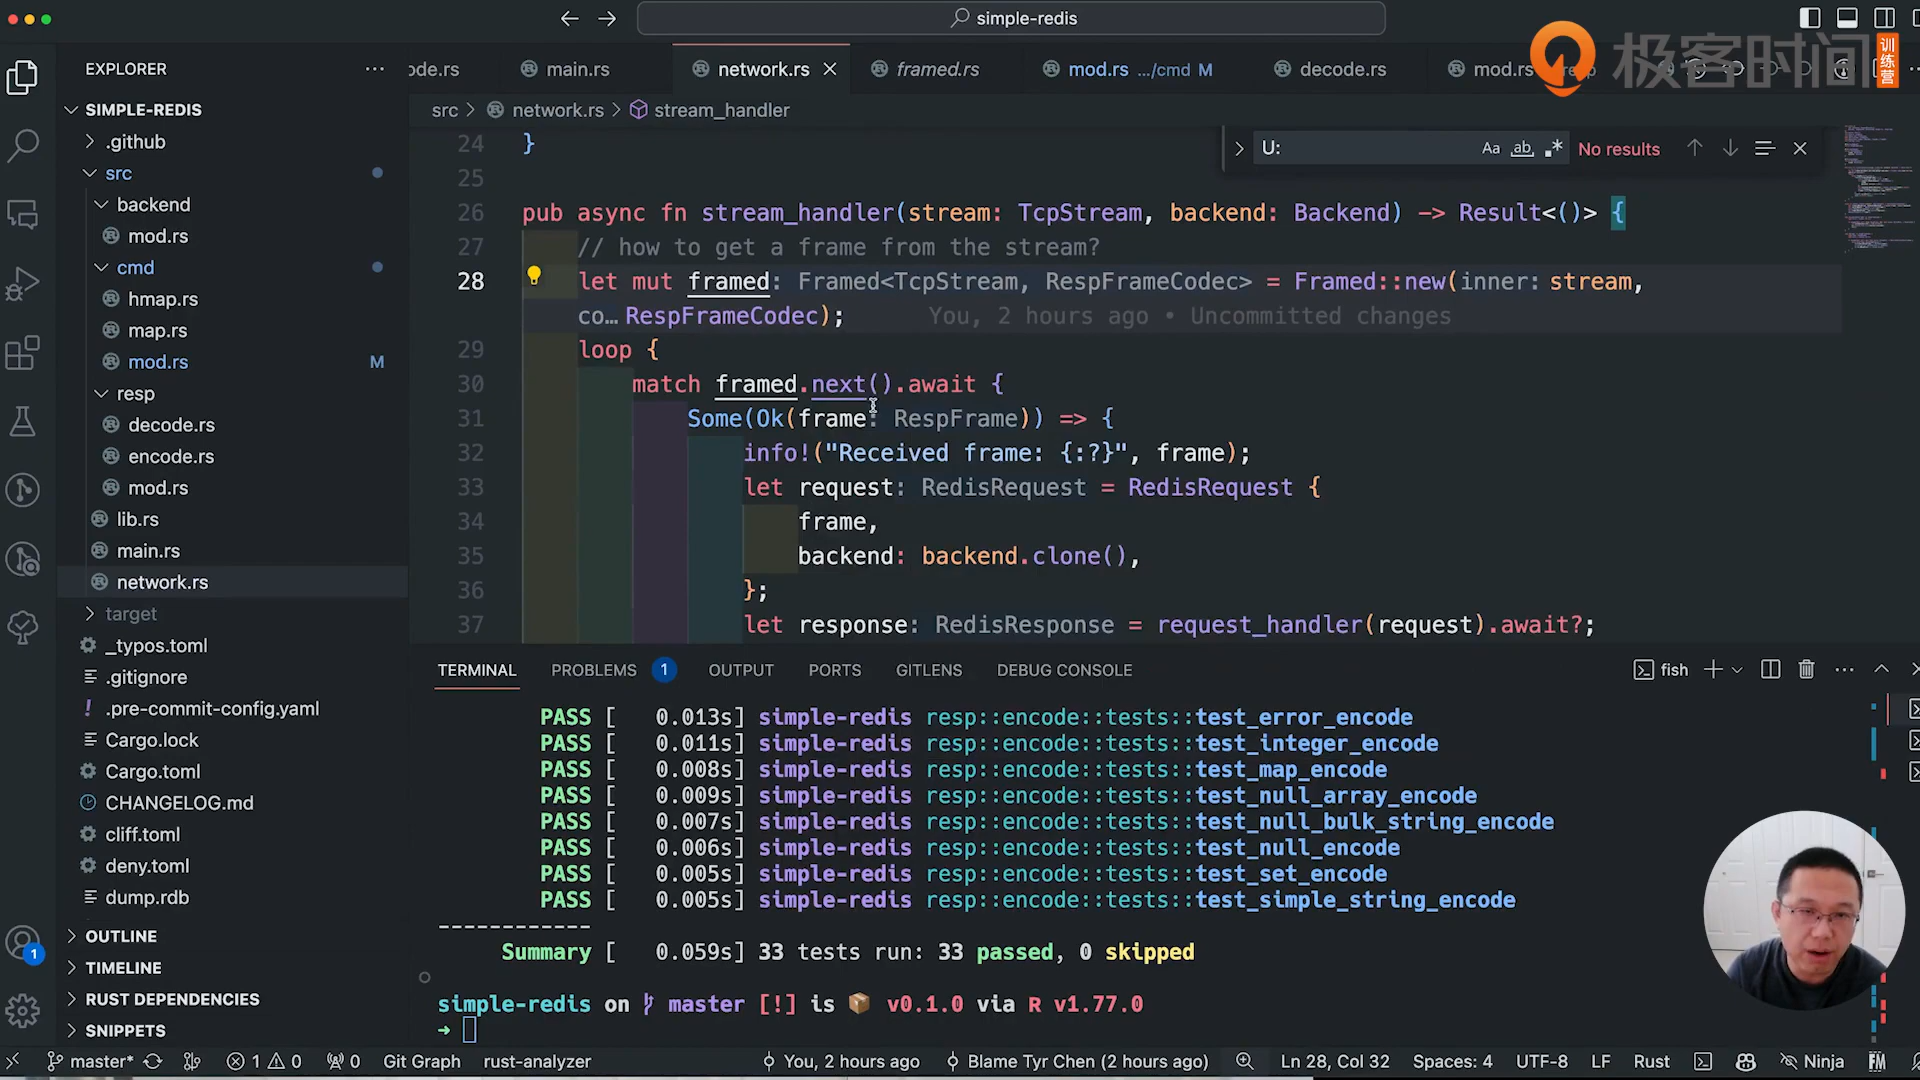 simple-redis
极客时间 训练营
EXPLORER
SIMPLE-REDIS
.github
src
backend
mod.rs
cmd
hmap.rs
map.rs
mod.rs M
resp
decode.rs
encode.rs
mod.rs
lib.rs
main.rs
network.rs
target
_typos.toml
.gitignore
! .pre-commit-config.yaml
Cargo.lock
Cargo.toml
CHANGELOG.md
cliff.toml
deny.toml
dump.rdb
OUTLINE
TIMELINE
RUST DEPENDENCIES
SNIPPETS
1
ode.rs main.rs network.rs framed.rs mod.rs .../cmd M decode.rs mod.rs
src > network.rs > stream_handler
U: Aa ab No results
24 }
25
26 pub async fn stream_handler(stream: TcpStream, backend: Backend) -> Result<()> {
27 // how to get a frame from the stream?
28 let mut framed: Framed<TcpStream, RespFrameCodec> = Framed::new(inner: stream,
co… RespFrameCodec); You, 2 hours ago • Uncommitted changes
29 loop {
30 match framed.next().await {
31 Some(Ok(frame: RespFrame)) => {
32 info!("Received frame: {:?}", frame);
33 let request: RedisRequest = RedisRequest {
34 frame,
35 backend: backend.clone(),
36 };
37 let response: RedisResponse = request_handler(request).await?;
TERMINAL PROBLEMS 1 OUTPUT PORTS GITLENS DEBUG CONSOLE fish
PASS [ 0.013s] simple-redis resp::encode::tests::test_error_encode
PASS [ 0.011s] simple-redis resp::encode::tests::test_integer_encode
PASS [ 0.008s] simple-redis resp::encode::tests::test_map_encode
PASS [ 0.009s] simple-redis resp::encode::tests::test_null_array_encode
PASS [ 0.007s] simple-redis resp::encode::tests::test_null_bulk_string_encode
PASS [ 0.006s] simple-redis resp::encode::tests::test_null_encode
PASS [ 0.005s] simple-redis resp::encode::tests::test_set_encode
PASS [ 0.005s] simple-redis resp::encode::tests::test_simple_string_encode
------------
Summary [ 0.059s] 33 tests run: 33 passed, 0 skipped
simple-redis on master [!] is 📦 v0.1.0 via R v1.77.0
➜
master* 1 0 0 Git Graph rust-analyzer You, 2 hours ago Blame Tyr Chen (2 hours ago) Ln 28, Col 32 Spaces: 4 UTF-8 LF Rust Ninja